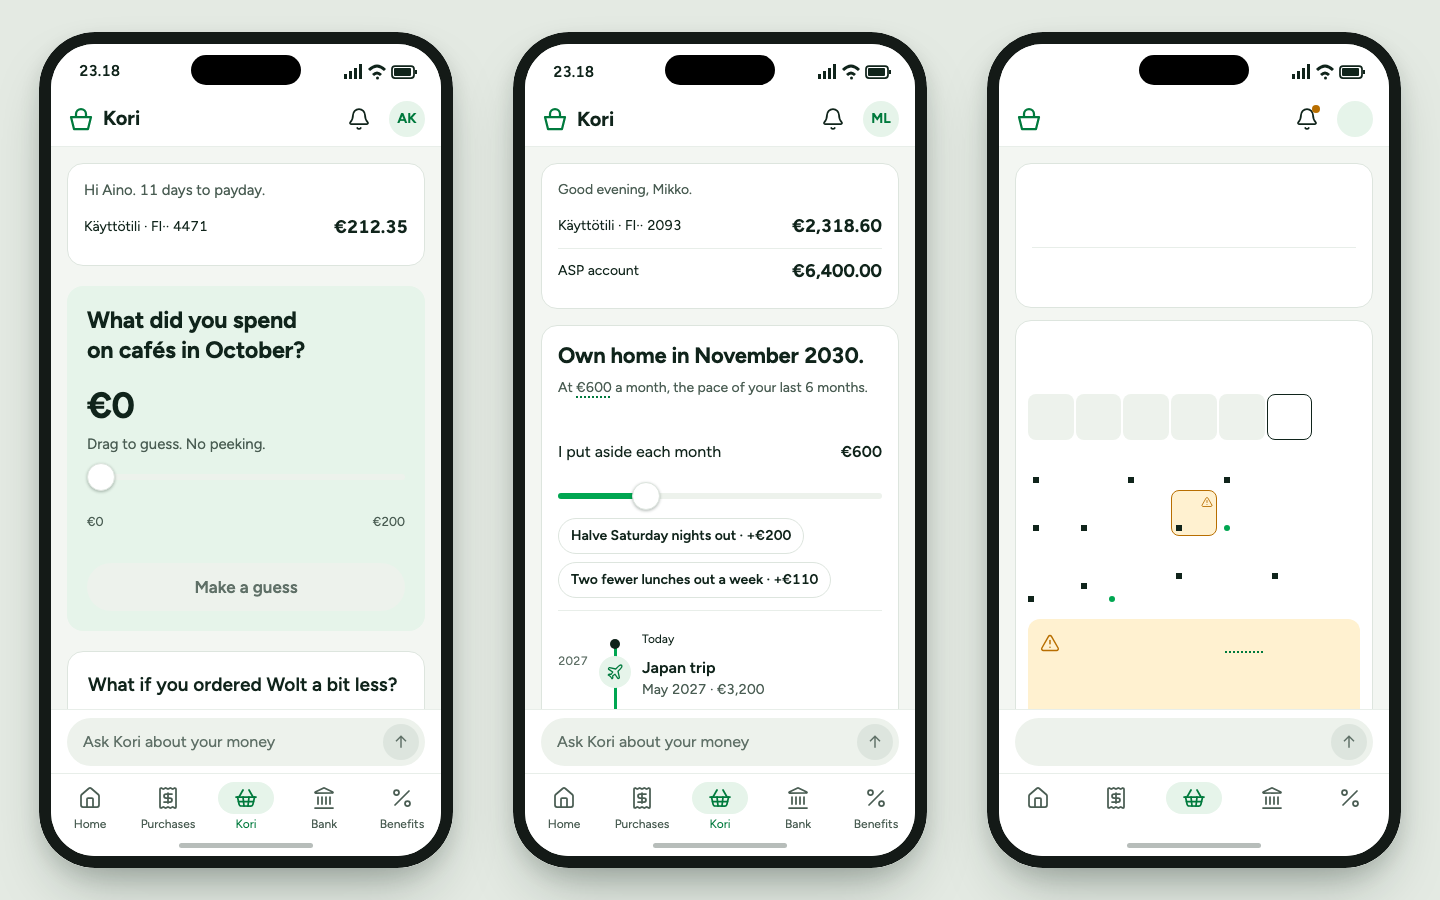 23.18
Kori
AK
Hi Aino. 11 days to payday.
Käyttötili · FI·· 4471
€212.35
What did you spend
on cafés in October?
€0
Drag to guess. No peeking.
€0
€200
Make a guess
What if you ordered Wolt a bit less?
Ask Kori about your money
Home
Purchases
Kori
Bank
Benefits
23.18
Kori
ML
Good evening, Mikko.
Käyttötili · FI·· 2093
€2,318.60
ASP account
€6,400.00
Own home in November 2030.
At €600 a month, the pace of your last 6 months.
I put aside each month
€600
Halve Saturday nights out · +€200
Two fewer lunches out a week · +€110
Today
2027
Japan trip
May 2027 · €3,200
Ask Kori about your money
Home
Purchases
Kori
Bank
Benefits